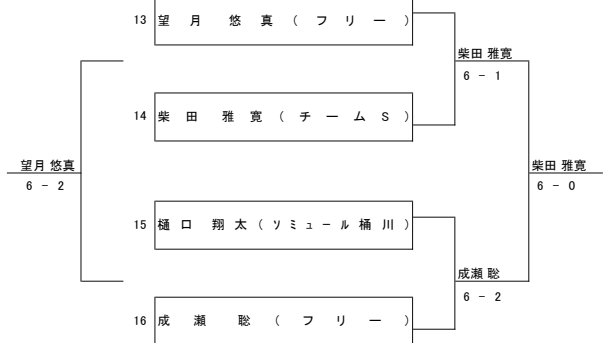 13 望月 悠真(フリー)
柴田 雅寛
6 - 1
14 柴田 雅寛(チームS)
望月 悠真
6 - 2
柴田 雅寛
6 - 0
15 樋口 翔太(ソミュール桶川)
成瀬 聡
6 - 2
16 成瀬 聡(フリー)